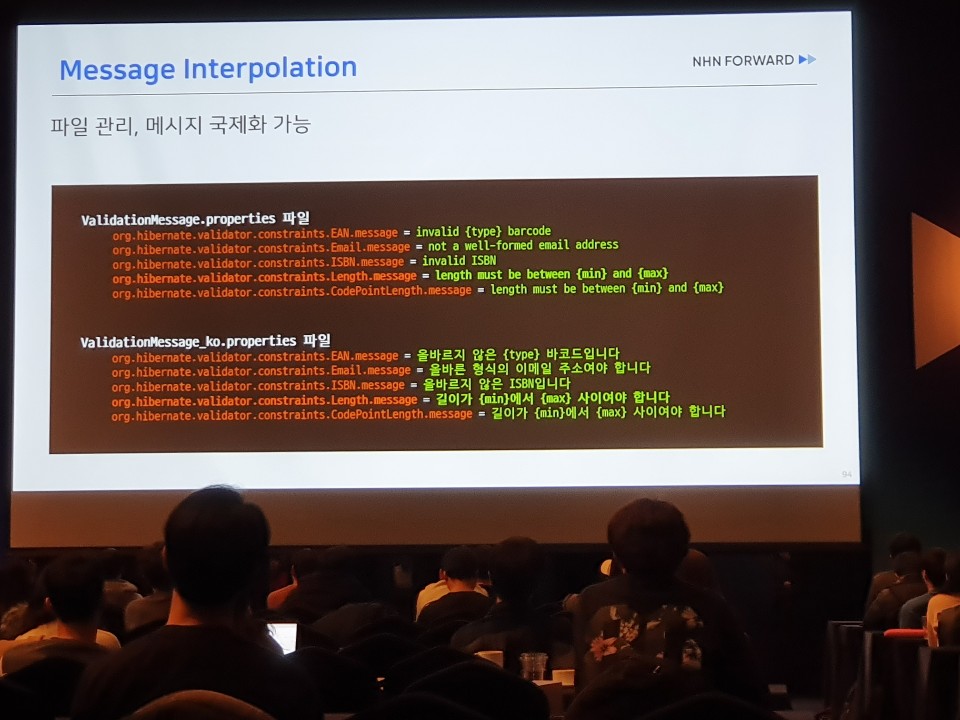 Message Interpolation
NHN FORWARD
파일 관리, 메시지 국제화 가능
ValidationMessage.properties 파일
org.hibernate.validator.constraints.EAN.message = invalid {type} barcode
org.hibernate.validator.constraints.Email.message = not a well-formed email address
org.hibernate.validator.constraints.ISBN.message = invalid ISBN
org.hibernate.validator.constraints.Length.message = length must be between {min} and {max}
org.hibernate.validator.constraints.CodePointLength.message = length must be between {min} and {max}
ValidationMessage_ko.properties 파일
org.hibernate.validator.constraints.EAN.message = 올바르지 않은 {type} 바코드입니다
org.hibernate.validator.constraints.Email.message = 올바른 형식의 이메일 주소여야 합니다
org.hibernate.validator.constraints.ISBN.message = 올바르지 않은 ISBN입니다
org.hibernate.validator.constraints.Length.message = 길이가 {min}에서 {max} 사이여야 합니다
org.hibernate.validator.constraints.CodePointLength.message = 길이가 {min}에서 {max} 사이여야 합니다
94